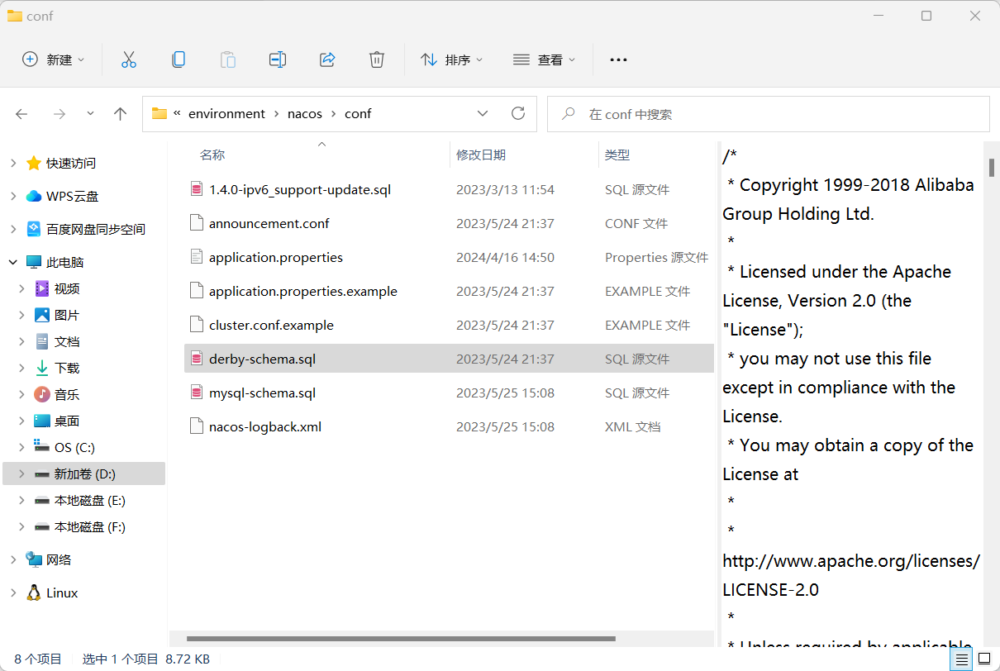 conf
新建
排序
查看
« environment › nacos › conf
在 conf 中搜索
快速访问
WPS云盘
百度网盘同步空间
此电脑
视频
图片
文档
下载
音乐
桌面
OS (C:)
新加卷 (D:)
本地磁盘 (E:)
本地磁盘 (F:)
网络
Linux
名称 修改日期 类型
1.4.0-ipv6_support-update.sql 2023/3/13 11:54 SQL 源文件
announcement.conf 2023/5/24 21:37 CONF 文件
application.properties 2024/4/16 14:50 Properties 源文件
application.properties.example 2023/5/24 21:37 EXAMPLE 文件
cluster.conf.example 2023/5/24 21:37 EXAMPLE 文件
derby-schema.sql 2023/5/24 21:37 SQL 源文件
mysql-schema.sql 2023/5/25 15:08 SQL 源文件
nacos-logback.xml 2023/5/25 15:08 XML 文档
/*
* Copyright 1999-2018 Alibaba
Group Holding Ltd.
*
* Licensed under the Apache
License, Version 2.0 (the
"License");
* you may not use this file
except in compliance with the
License.
* You may obtain a copy of the
License at
*
*
http://www.apache.org/licenses/
LICENSE-2.0
*
* Unless required by applicable
8 个项目 选中 1 个项目 8.72 KB